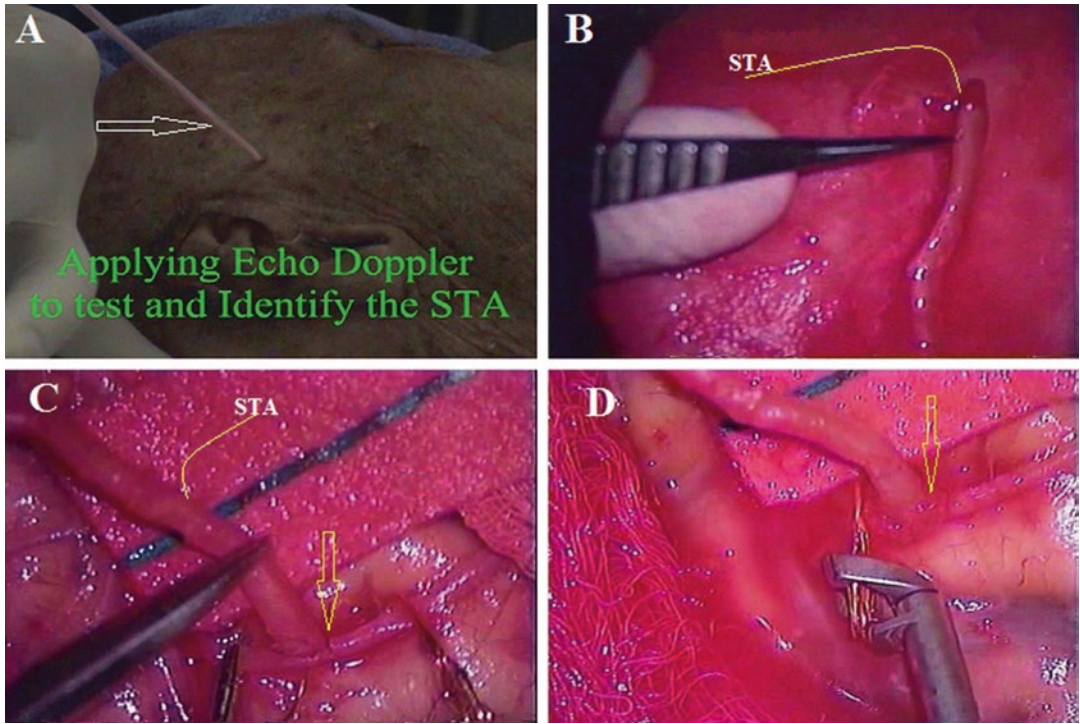 A
Applying Echo Doppler
to test and Identify the STA
B
STA
C
STA
D